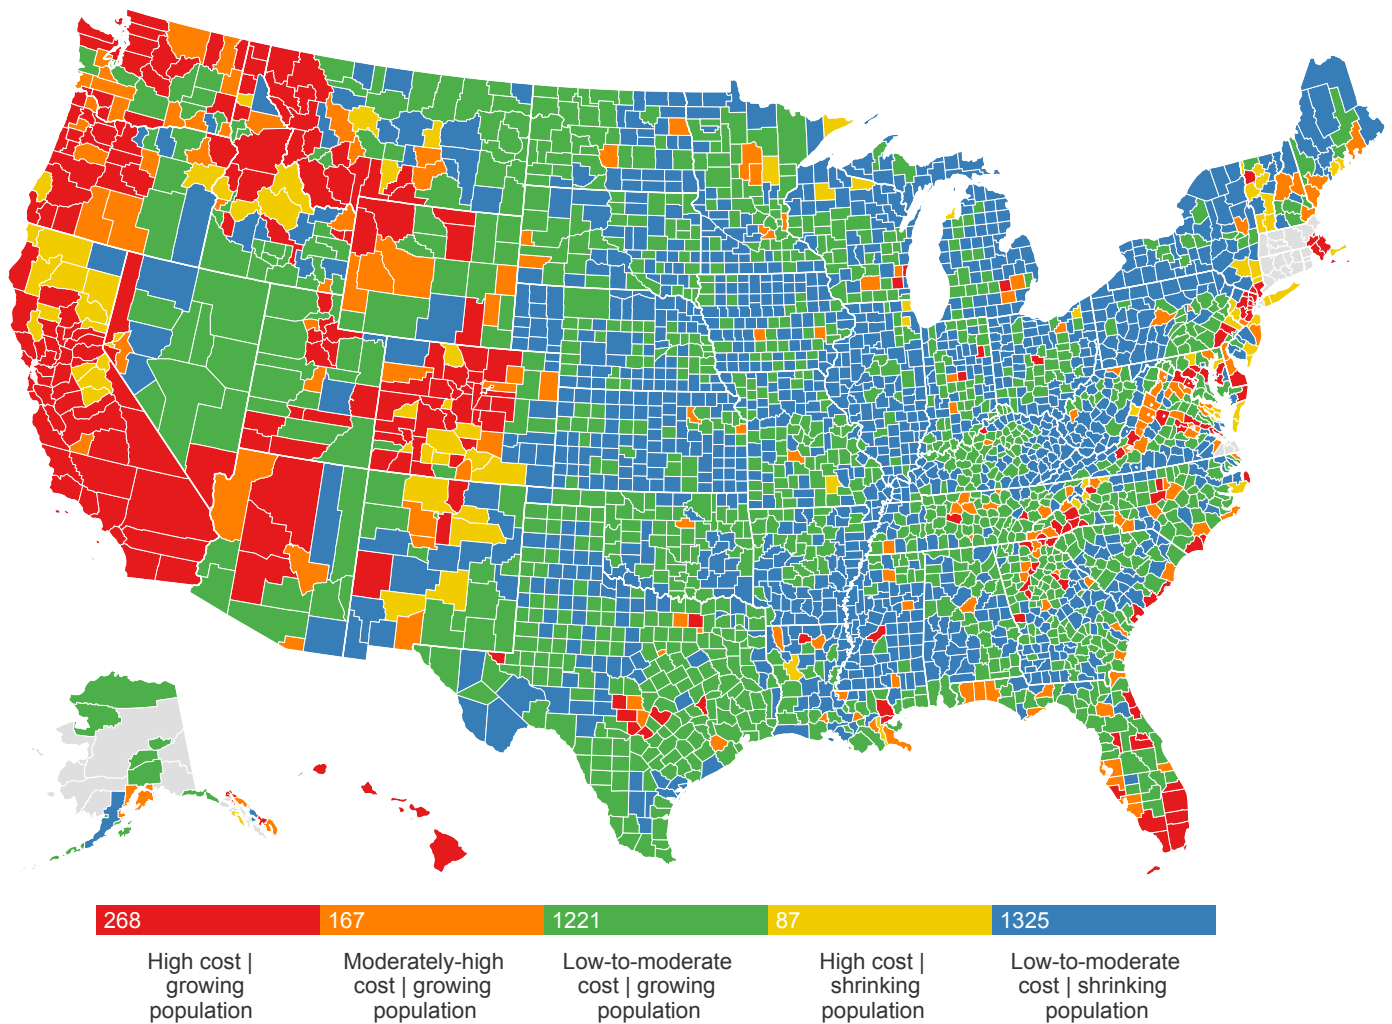 268 167 1221 87 1325
High cost | Moderately-high Low-to-moderate High cost | Low-to-moderate
growing cost | growing cost | growing shrinking cost | shrinking
population population population population population